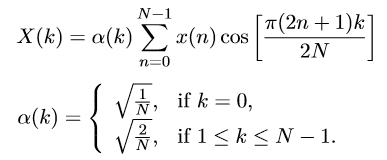 X(k) = α(k) ∑_{n=0}^{N−1} x(n) cos [ π(2n + 1)k / 2N ]
α(k) = { √(1/N), if k = 0,
√(2/N), if 1 ≤ k ≤ N − 1.